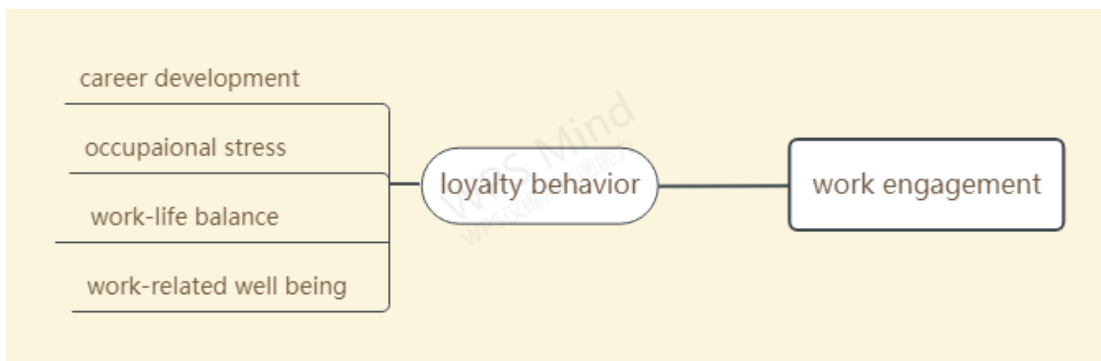 career development
occupaional stress
work-life balance
work-related well being
loyalty behavior
work engagement
WPS Mind